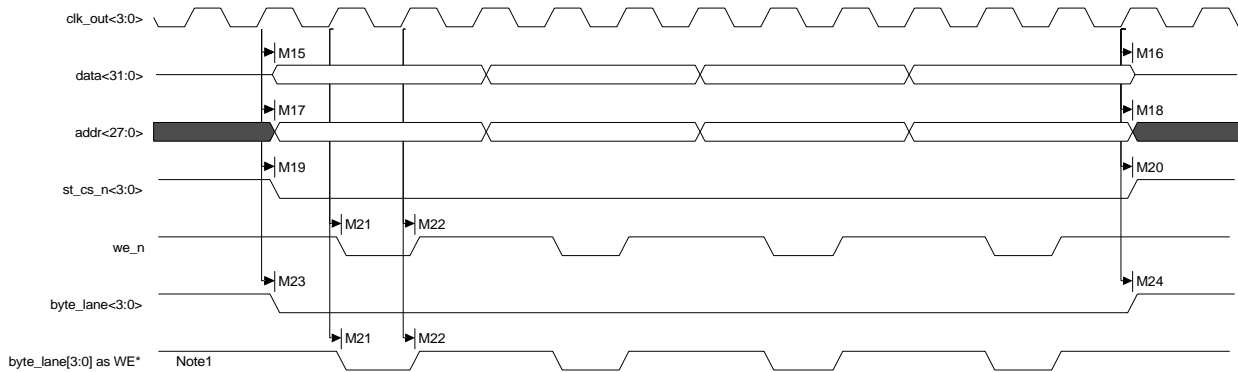 clk_out<3:0>
M15 M16
data<31:0>
M17 M18
addr<27:0>
M19 M20
st_cs_n<3:0>
M21 M22
we_n
M23 M24
byte_lane<3:0>
M21 M22
byte_lane[3:0] as WE* Note1